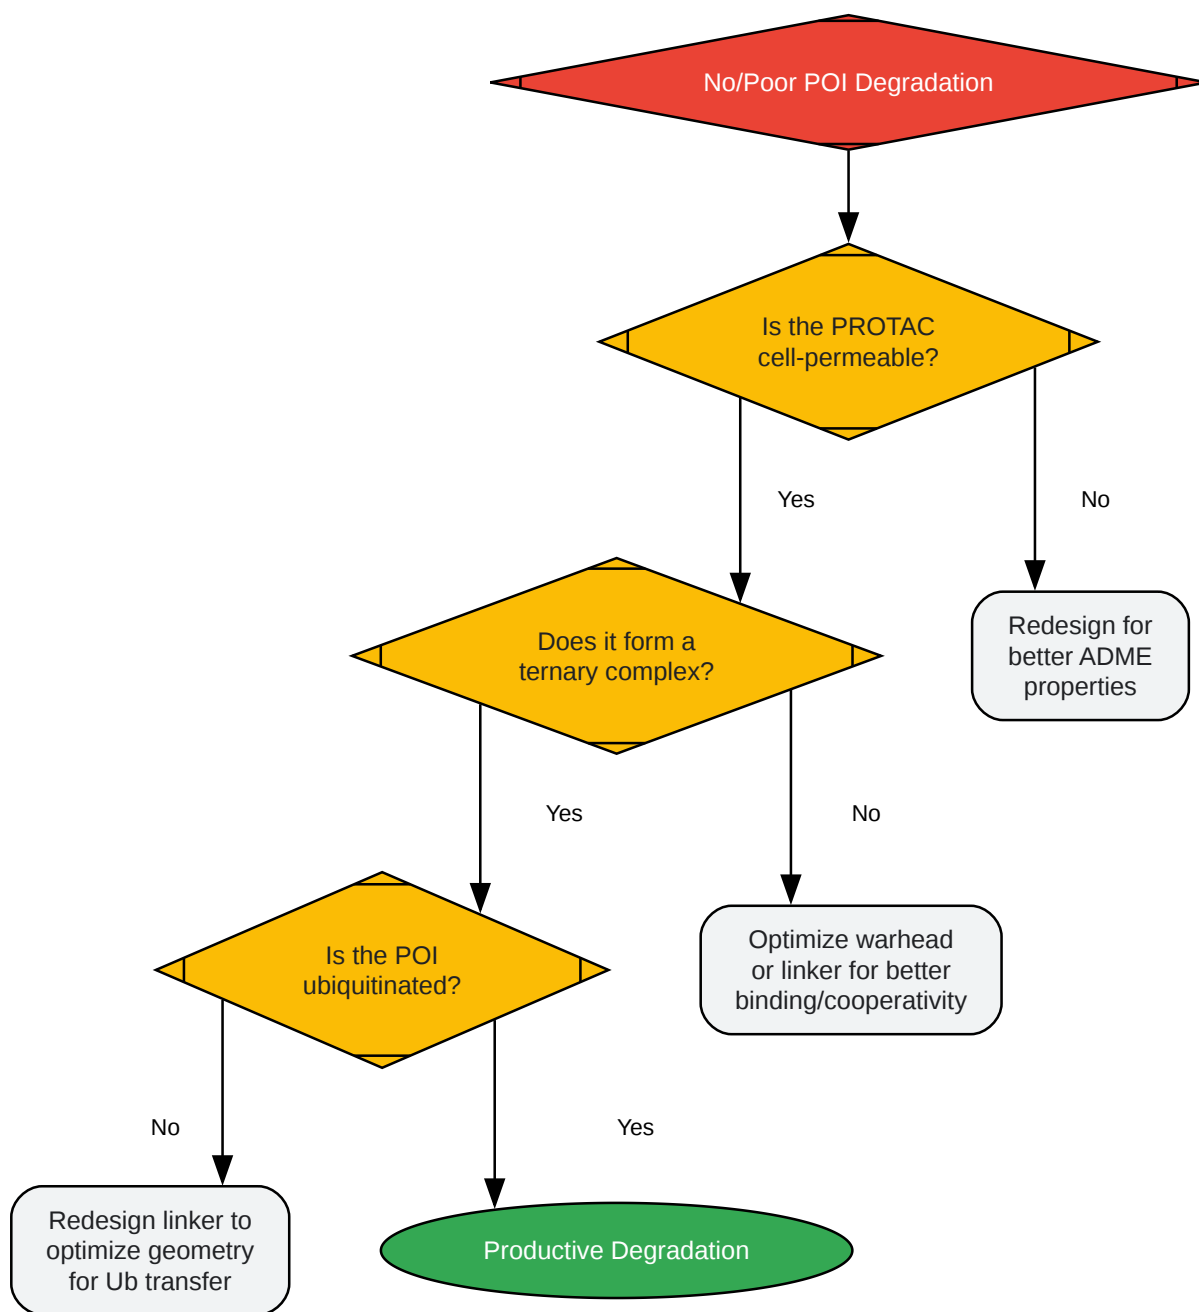 No/Poor POI Degradation
Is the PROTAC
cell-permeable?
Yes
No
Does it form a
ternary complex?
Redesign for
better ADME
properties
Yes
No
Is the POI
ubiquitinated?
Optimize warhead
or linker for better
binding/cooperativity
No
Yes
Redesign linker to
optimize geometry
for Ub transfer
Productive Degradation